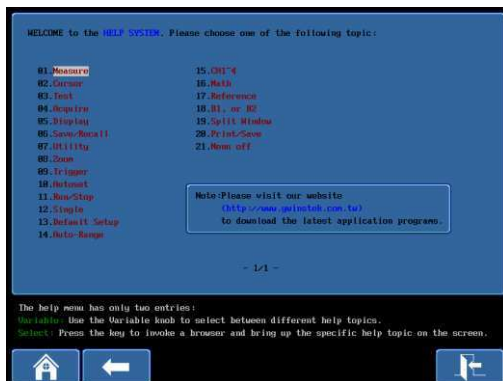 WELCOME to the HELP SYSTEM. Please choose one of the following topic:
01.Measure
02.Cursor
03.Test
04.Acquire
05.Display
06.Save/Recall
07.Utility
08.Zoom
09.Trigger
10.Autoset
11.Run/Stop
12.Single
13.Default Setup
14.Auto-Range
15.CH1~4
16.Math
17.Reference
18.B1. or B2
19.Split Window
20.Print/Save
21.Menu off
Note:Please visit our website
(http://www.gwinstek.com.tw)
to download the latest application programs.
- 1/1 -
The help menu has only two entries:
Variable: Use the Variable knob to select between different help topics.
Select: Press the key to invoke a browser and bring up the specific help topic on the screen.